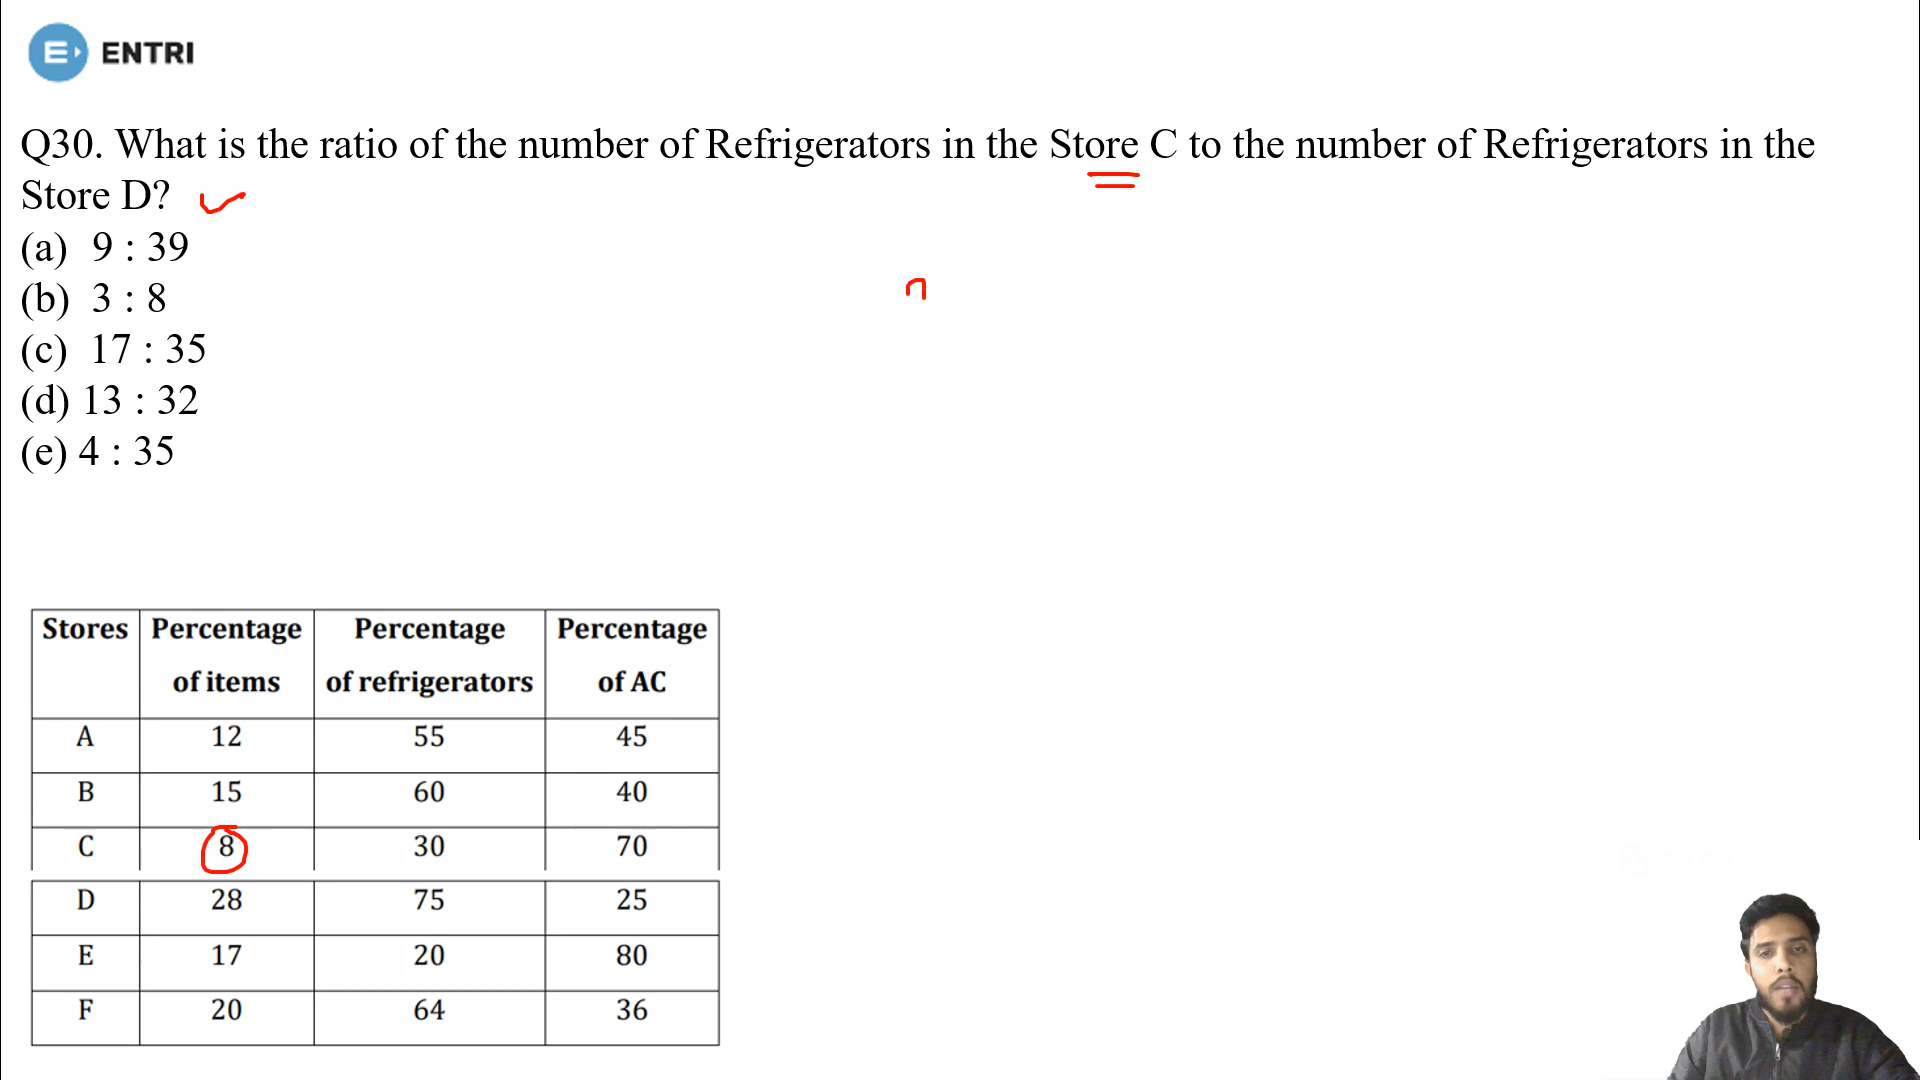 ENTRI
Q30. What is the ratio of the number of Refrigerators in the Store C to the number of Refrigerators in the
Store D?
(a) 9 : 39
(b) 3 : 8
(c) 17 : 35
(d) 13 : 32
(e) 4 : 35
Stores Percentage of items Percentage of refrigerators Percentage of AC
A 12 55 45
B 15 60 40
C 8 30 70
D 28 75 25
E 17 20 80
F 20 64 36